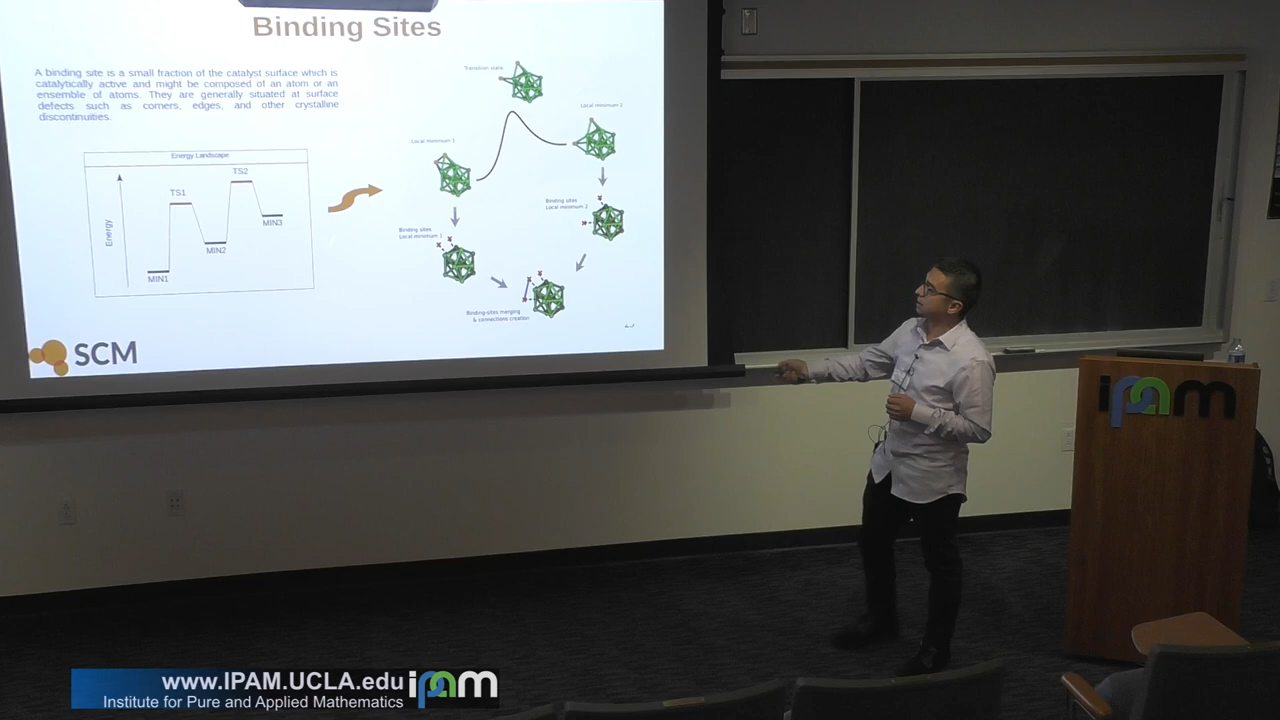 Binding Sites
A binding site is a small fraction of the catalyst surface which is
catalytically active and might be composed of an atom or an
ensemble of atoms. They are generally situated at surface
defects such as corners, edges, and other crystalline
discontinuities.
Energy Landscape
Energy
TS1
TS2
MIN1
MIN2
MIN3
Transition state
Local minimum 1
Local minimum 2
Binding sites
Local minimum 1
Binding sites
Local minimum 2
Binding-sites merging
& connections creation
SCM
ipam
www.IPAM.UCLA.edu
Institute for Pure and Applied Mathematics
ipam